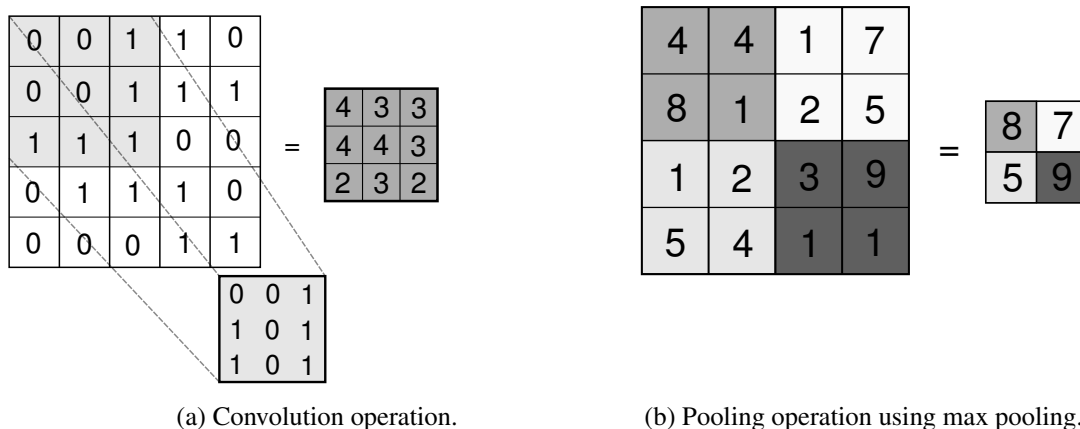 0 0 1 1 0
0 0 1 1 1
1 1 1 0 0
0 1 1 1 0
0 0 0 1 1
=
4 3 3
4 4 3
2 3 2
0 0 1
1 0 1
1 0 1
(a) Convolution operation.
4 4 1 7
8 1 2 5
1 2 3 9
5 4 1 1
=
8 7
5 9
(b) Pooling operation using max pooling.